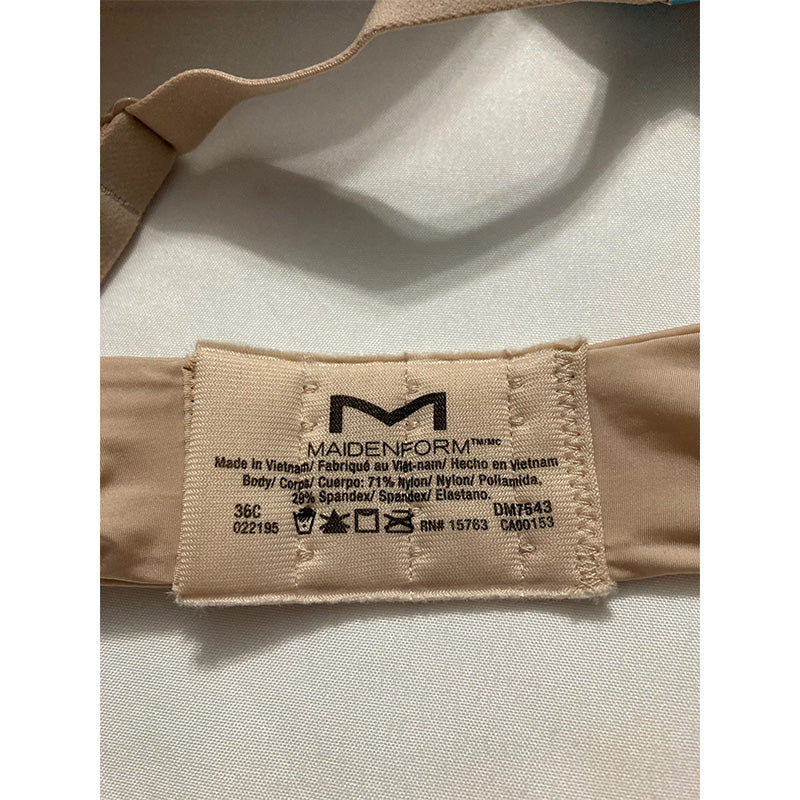 M
MAIDENFORM™/MC
Made in Vietnam/ Fabriqué au Viêt-nam/ Hecho en Vietnam
Body/ Corps/ Cuerpo: 71% Nylon/ Nylon/ Poliamida,
29% Spandex/ Spandex/ Elastano.
36C DM7543
022195 RN# 15763 CA00153